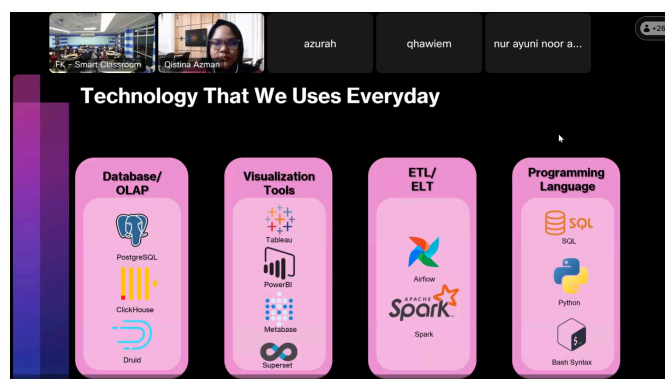 FK - Smart Classroom
Qistina Azman
azurah
qhawiem
nur ayuni noor a...
+26
Technology That We Uses Everyday
Database/
OLAP
PostgreSQL
ClickHouse
Druid
Visualization
Tools
Tableau
PowerBI
Metabase
Superset
ETL/
ELT
Airflow
APACHE
Spark
Spark
Programming
Language
SQL
SQL
Python
$
Bash Syntax